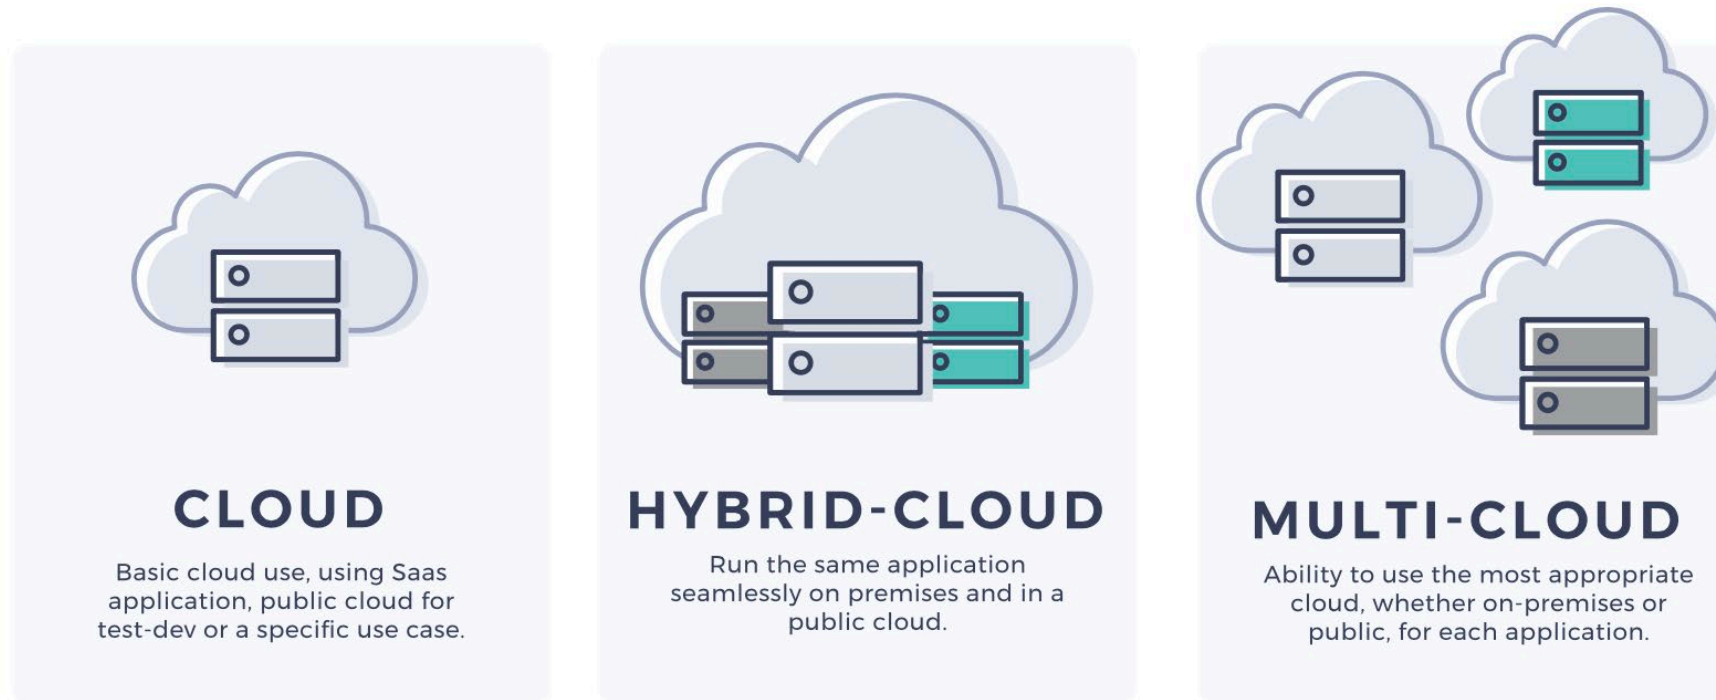 CLOUD
Basic cloud use, using Saas
application, public cloud for
test-dev or a specific use case.
HYBRID-CLOUD
Run the same application
seamlessly on premises and in a
public cloud.
MULTI-CLOUD
Ability to use the most appropriate
cloud, whether on-premises or
public, for each application.